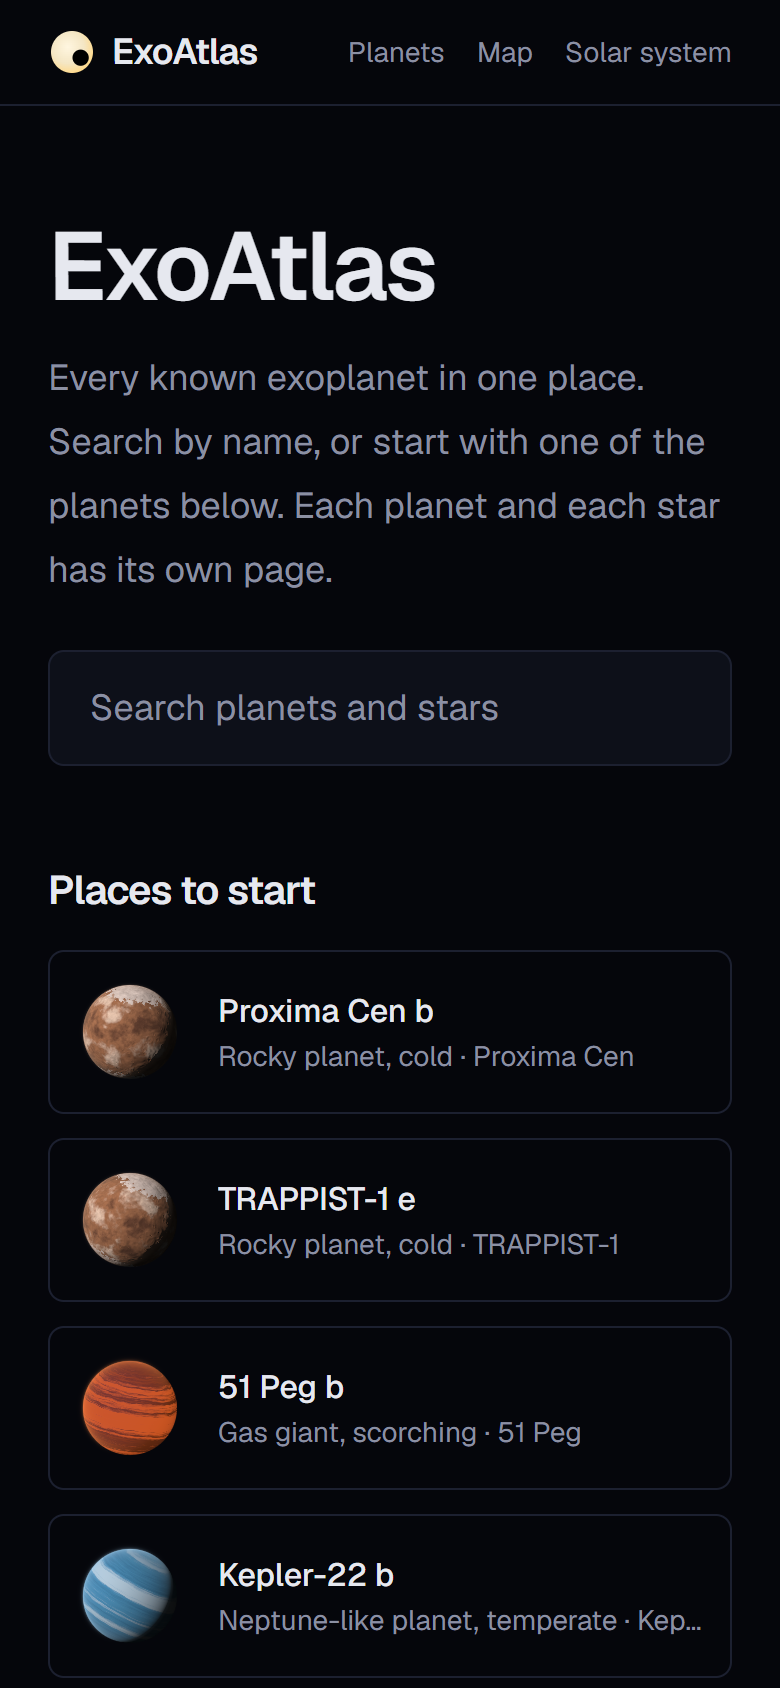 ExoAtlas
Planets
Map
Solar system
ExoAtlas
Every known exoplanet in one place.
Search by name, or start with one of the
planets below. Each planet and each star
has its own page.
Search planets and stars
Places to start
Proxima Cen b
Rocky planet, cold · Proxima Cen
TRAPPIST-1 e
Rocky planet, cold · TRAPPIST-1
51 Peg b
Gas giant, scorching · 51 Peg
Kepler-22 b
Neptune-like planet, temperate · Kep...